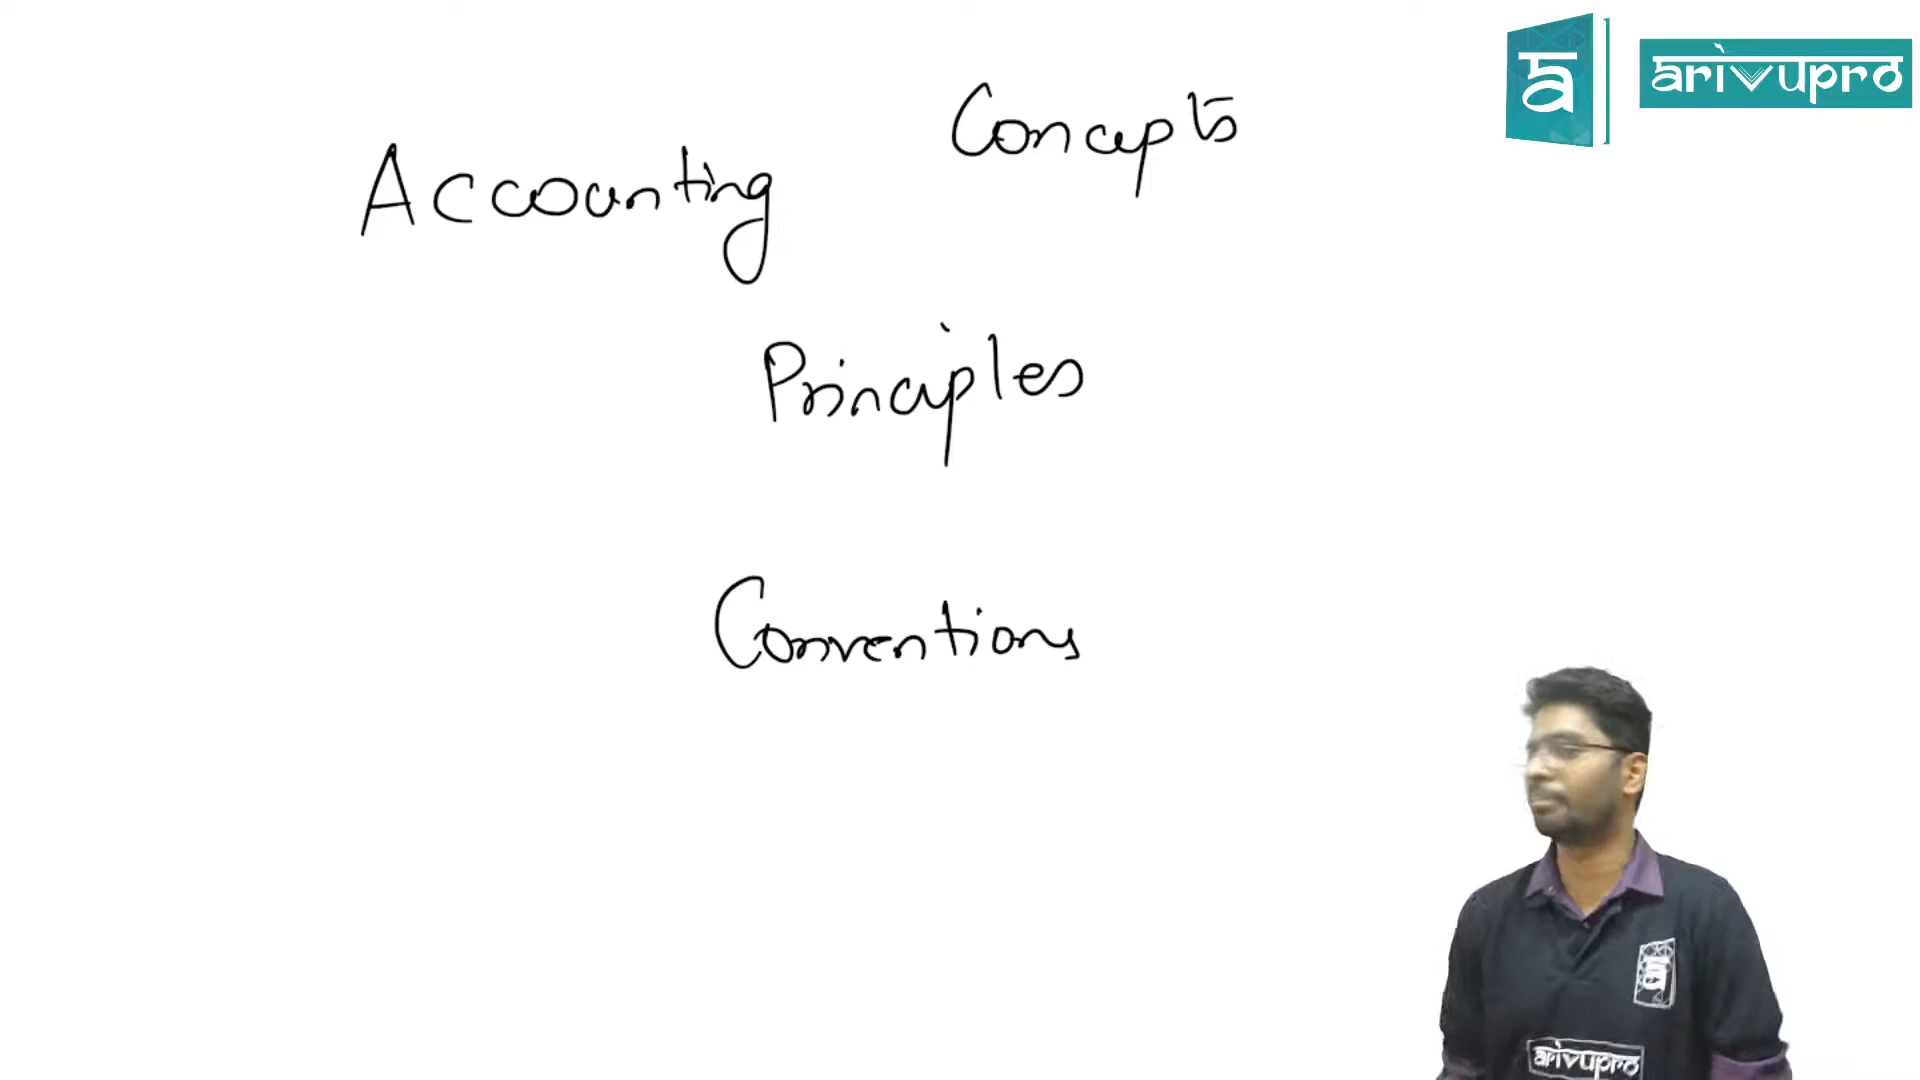 Accounting Concepts
Principles
Conventions
a arivupro
a
arivupro